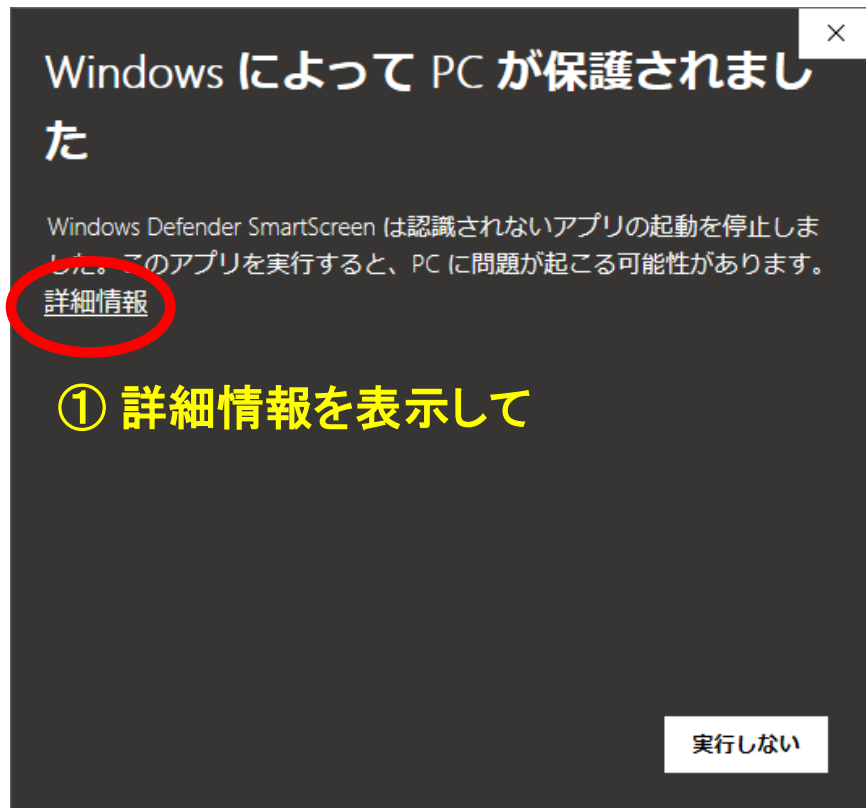 Windows によって PC が保護されまし
た
Windows Defender SmartScreen は認識されないアプリの起動を停止しま
した。このアプリを実行すると、PC に問題が起こる可能性があります。
詳細情報
① 詳細情報を表示して
実行しない